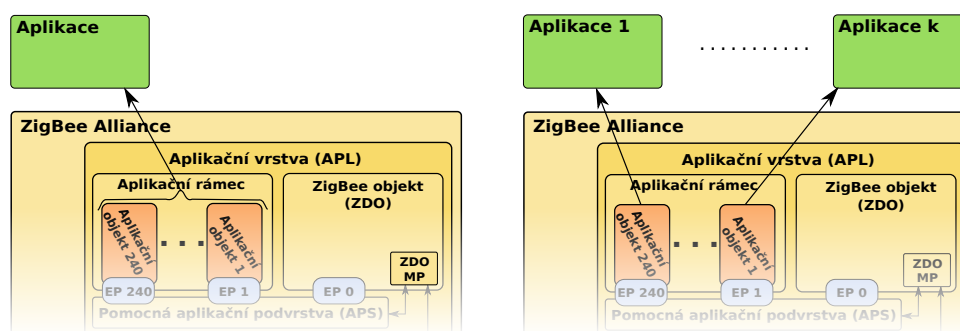 Aplikace
ZigBee Alliance
Aplikační vrstva (APL)
Aplikační rámec
ZigBee objekt
(ZDO)
Aplikační
objekt 240
. . .
Aplikační
objekt 1
ZDO
MP
EP 240
EP 1
EP 0
Pomocná aplikační podvrstva (APS)
Aplikace 1
. . . . . . . . . . .
Aplikace k
ZigBee Alliance
Aplikační vrstva (APL)
Aplikační rámec
ZigBee objekt
(ZDO)
Aplikační
objekt 240
. . .
Aplikační
objekt 1
ZDO
MP
EP 240
EP 1
EP 0
Pomocná aplikační podvrstva (APS)